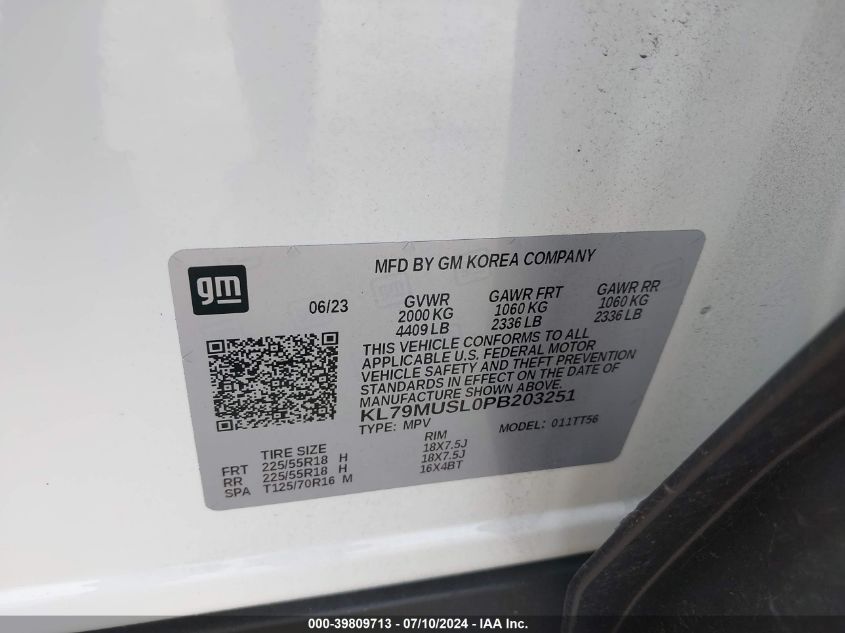 gm
MFD BY GM KOREA COMPANY
06/23
GVWR GAWR FRT GAWR RR
2000 KG 1060 KG 1060 KG
4409 LB 2336 LB 2336 LB
THIS VEHICLE CONFORMS TO ALL
APPLICABLE U.S. FEDERAL MOTOR
VEHICLE SAFETY AND THEFT PREVENTION
STANDARDS IN EFFECT ON THE DATE OF
MANUFACTURE SHOWN ABOVE.
KL79MUSL0PB203251
TYPE: MPV MODEL: 011TT56
TIRE SIZE RIM
FRT 225/55R18 H 18X7.5J
RR 225/55R18 H 18X7.5J
SPA T125/70R16 M 16X4BT
000-39809713 - 07/10/2024 - IAA Inc.